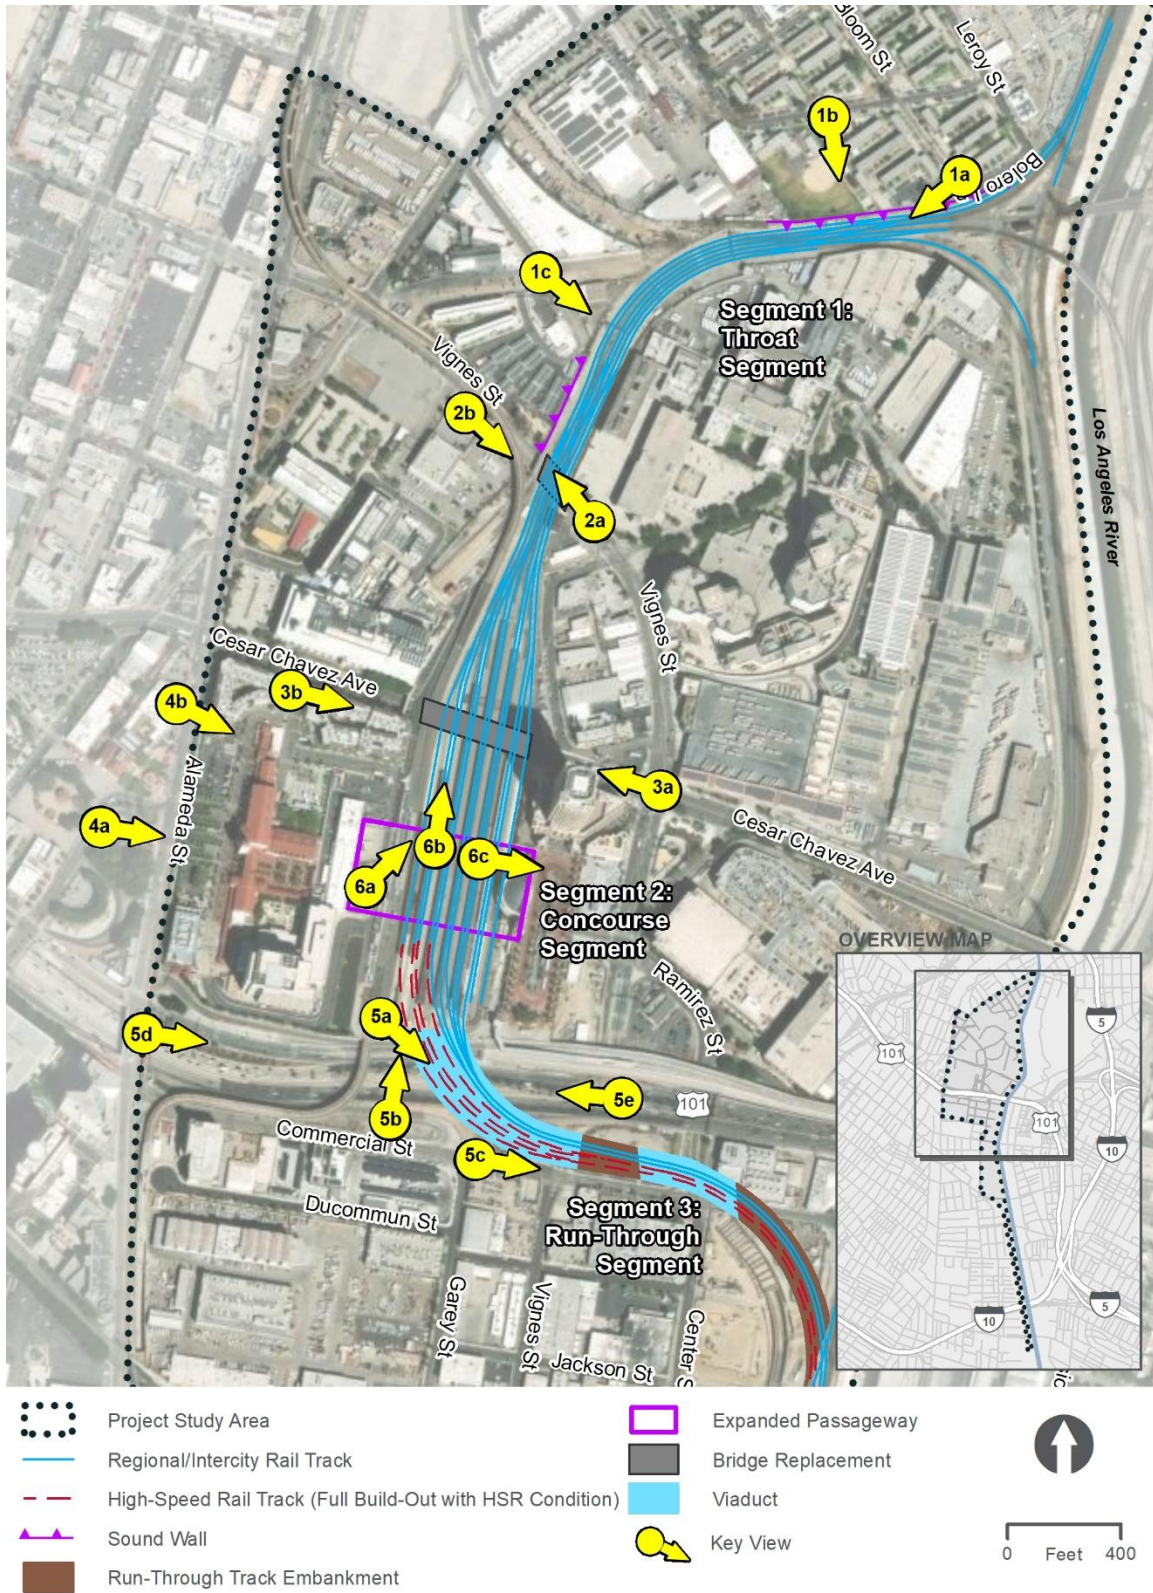 Bloom St
Leroy St
1b
1a
Bolero
1c
Segment 1:
Throat
Segment
Vignes St
2b
2a
Los Angeles River
Vignes St
Cesar Chavez Ave
3b
4b
3a
Alameda St
4a
Cesar Chavez Ave
6b
6c
6a
Segment 2:
Concourse
Segment
OVERVIEW MAP
Ramirez St
5
101
101
10
5
10
5a
5d
5e
101
5b
Commercial St
5c
Ducommun St
Segment 3:
Run-Through
Segment
Garey St
Vignes St
Center S
Jackson St
Project Study Area
Regional/Intercity Rail Track
High-Speed Rail Track (Full Build-Out with HSR Condition)
Sound Wall
Run-Through Track Embankment
Expanded Passageway
Bridge Replacement
Viaduct
Key View
0 Feet 400